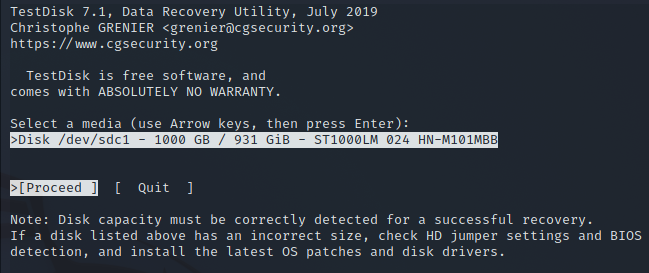 TestDisk 7.1, Data Recovery Utility, July 2019
Christophe GRENIER <grenier@cgsecurity.org>
https://www.cgsecurity.org
TestDisk is free software, and
comes with ABSOLUTELY NO WARRANTY.
Select a media (use Arrow keys, then press Enter):
>Disk /dev/sdc1 - 1000 GB / 931 GiB - ST1000LM 024 HN-M101MBB
>[Proceed ]  [  Quit  ]
Note: Disk capacity must be correctly detected for a successful recovery.
If a disk listed above has an incorrect size, check HD jumper settings and BIOS
detection, and install the latest OS patches and disk drivers.